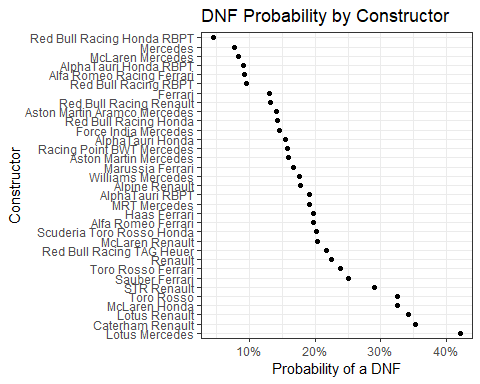 DNF Probability by Constructor
Red Bull Racing Honda RBPT
Mercedes
McLaren Mercedes
AlphaTauri Honda RBPT
Alfa Romeo Racing Ferrari
Red Bull Racing RBPT
Ferrari
Red Bull Racing Renault
Aston Martin Aramco Mercedes
Red Bull Racing Honda
Force India Mercedes
AlphaTauri Honda
Racing Point BWT Mercedes
Aston Martin Mercedes
Marussia Ferrari
Williams Mercedes
Alpine Renault
AlphaTauri RBPT
MRT Mercedes
Haas Ferrari
Alfa Romeo Ferrari
Scuderia Toro Rosso Honda
McLaren Renault
Red Bull Racing TAG Heuer
Renault
Toro Rosso Ferrari
Sauber Ferrari
STR Renault
Toro Rosso
McLaren Honda
Lotus Renault
Caterham Renault
Lotus Mercedes
Constructor
10% 20% 30% 40%
Probability of a DNF